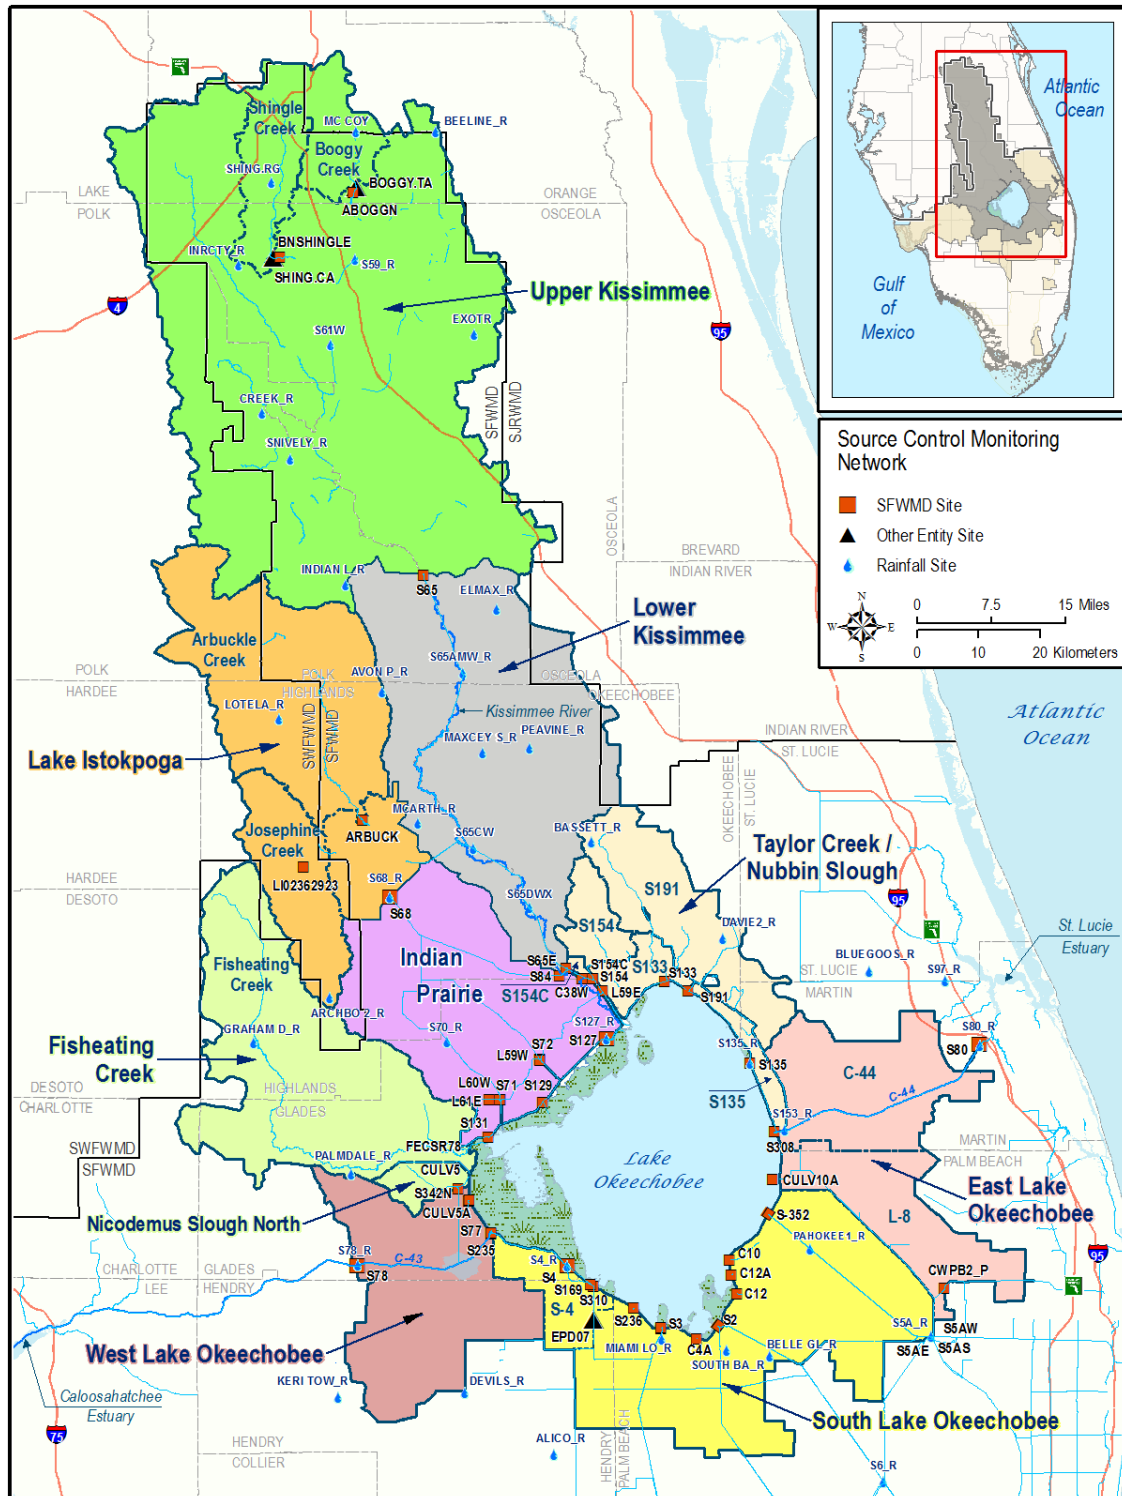 Shingle
Creek
MC COY
BEELINE_R
Boogy
Creek
SHING.RG
BOGGY.TA
ABOGGN
LAKE
POLK
ORANGE
OSCEOLA
BNSHINGLE
INRCTY_R
SHING.CA
S59_R
Upper Kissimmee
4
EXOTR
S61W
95
CREEK_R
SFWMD
SJRWMD
SNIVELY_R
OSCEOLA
BREVARD
INDIAN RIVER
INDIAN L_R
S65
ELMAX_R
Lower
Kissimmee
Arbuckle
Creek
S65AMW_R
POLK
HARDEE
POLK
HIGHLANDS
AVON P_R
OSCEOLA
OKEECHOBEE
LOTELA_R
Kissimmee River
SWFWMD
SFWMD
MAXCEY S_R
PEAVINE_R
INDIAN RIVER
ST. LUCIE
Lake Istokpoga
OKEECHOBEE
ST. LUCIE
MCARTH_R
Josephine
Creek
ARBUCK
S65CW
BASSETT_R
Taylor Creek /
Nubbin Slough
LI02362923
HARDEE
DESOTO
S68_R
S68
S65DWX
S191
S154
DAVIE2_R
95
St. Lucie
Estuary
BLUEGOOS_R
Indian
Prairie
Fisheating
Creek
S65E
S84
S154C
S154C
S154
C38W
L59E
S133
S133
S191
ST. LUCIE
MARTIN
S97_R
ARCHBO 2_R
GRAHAM D_R
S70_R
S127_R
S127
S80_R
S80
Fisheating
Creek
S72
L59W
S135_R
S135
C-44
C-44
S135
DESOTO
CHARLOTTE
HIGHLANDS
GLADES
L60W
S71
S129
L61E
S131
S153_R
S308
SWFWMD
SFWMD
FECSR78
PALMDALE_R
CULV5
MARTIN
PALM BEACH
Lake
Okeechobee
S342N
CULV5A
CULV10A
East Lake
Okeechobee
Nicodemus Slough North
S77
S235
S-352
L-8
PAHOKEE1_R
S78_R
S78
C-43
S4_R
S4
C10
C12A
C12
CWPB2_P
95
CHARLOTTE
LEE
GLADES
HENDRY
S169
S310
S-4
S236
S3
S2
EPD07
MIAMI LO_R
C4A
S5A_R
S5AW
S5AE
S5AS
BELLE GL_R
SOUTH BA_R
West Lake Okeechobee
KERI TOW_R
DEVILS_R
Caloosahatchee
Estuary
75
South Lake Okeechobee
ALICO_R
HENDRY
COLLIER
HENDRY
PALM BEACH
S6_R
Atlantic
Ocean
Gulf
of
Mexico
Source Control Monitoring
Network
SFWMD Site
Other Entity Site
Rainfall Site
N
W
E
S
0 7.5 15 Miles
0 10 20 Kilometers
Atlantic
Ocean